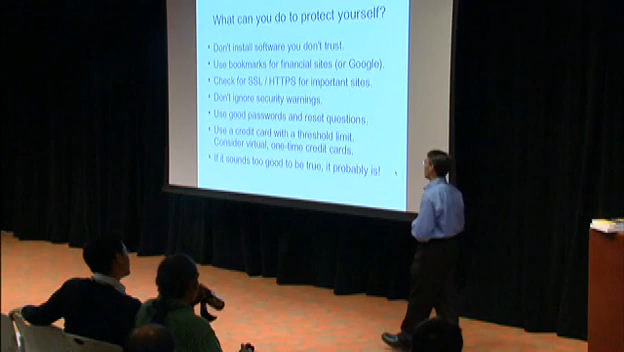 What can you do to protect yourself?
• Don't install software you don't trust.
• Use bookmarks for financial sites (or Google).
• Check for SSL / HTTPS for important sites.
• Don't ignore security warnings.
• Use good passwords and reset questions.
• Use a credit card with a threshold limit.
Consider virtual, one-time credit cards.
• If it sounds too good to be true, it probably is!